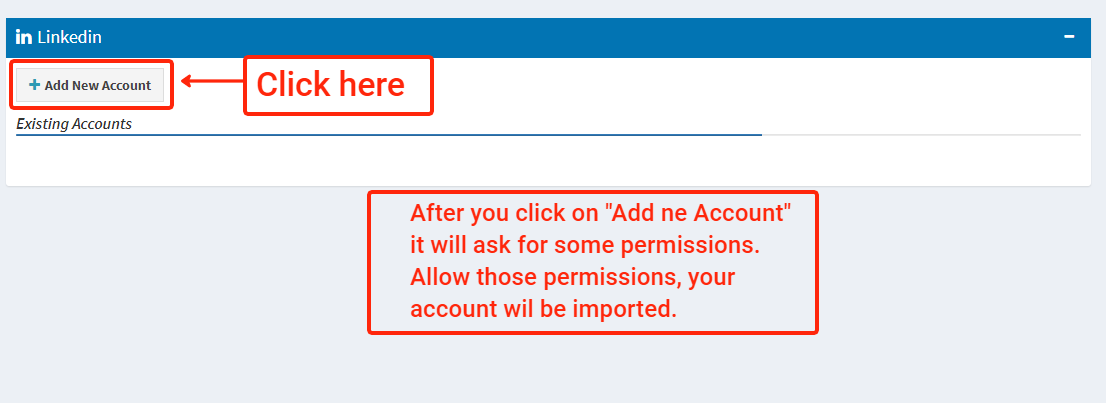 in Linkedin
Add New Account
Click here
Existing Accounts
After you click on "Add ne Account"
it will ask for some permissions.
Allow those permissions, your
account wil be imported.